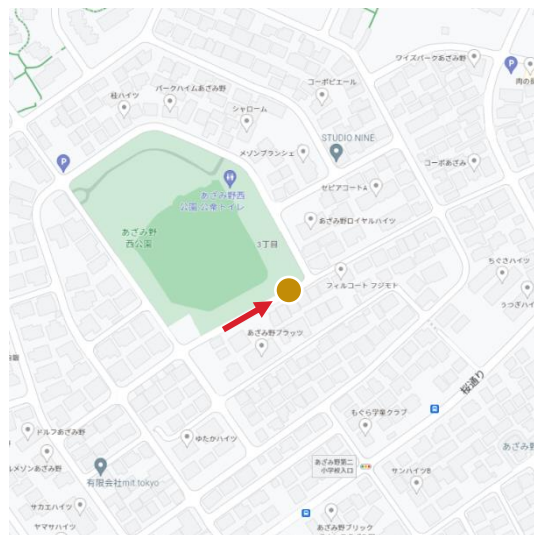 ワイズパークあざみ野
P
肉の
コーポピエール
パークハイムあざみ野
桂ハイツ
シャローム
STUDIO NINE
メゾンブランシェ
コーポあざみ
P
セピアコートA
あざみ野西
公園 公衆トイレ
あざみ野ロイヤルハイツ
あざみ野
西公園
3丁目
ちぐさハイツ
フィルコート フジモト
うつぎハイツ
あざみ野プラッツ
桜通り
もぐら学童クラブ
ドルフあざみ野
ゆたかハイツ
あざみ野
ルメゾンあざみ野
あざみ野第二
小学校入口
サンハイツB
有限会社mit.tokyo
サカエハイツ
ヤマサハイツ
あざみ野ブリック